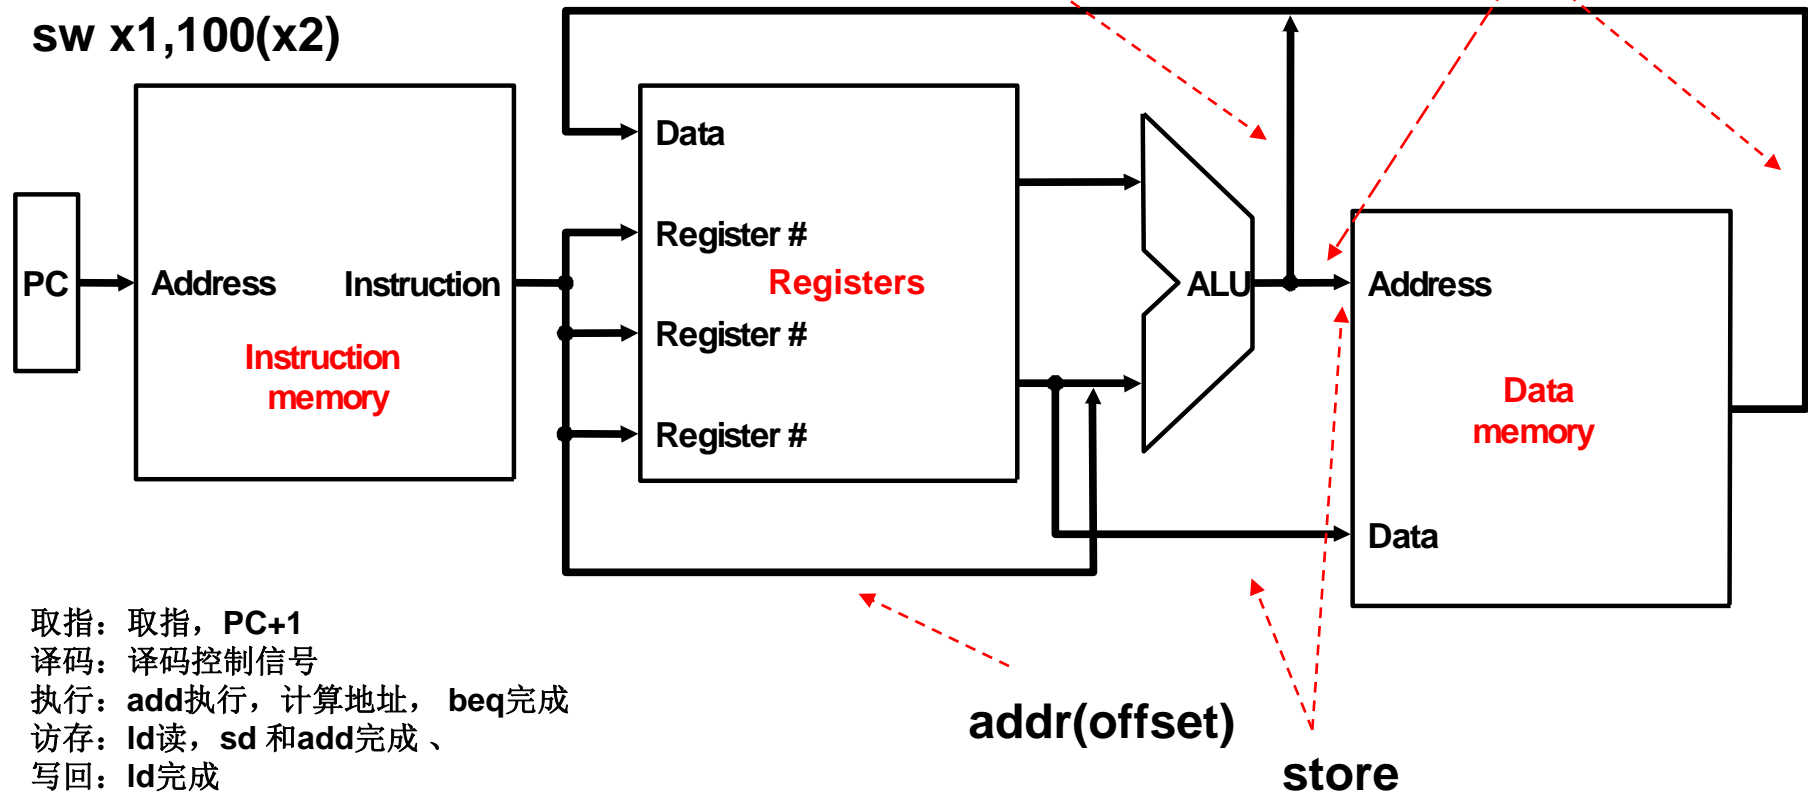 sw x1,100(x2)
Data
Register #
PC
Address
Instruction
Registers
ALU
Address
Register #
Instruction
memory
Data
memory
Register #
Data
取指：取指，PC+1
译码：译码控制信号
执行：add执行，计算地址， beq完成
访存：ld读，sd 和add完成 、
写回：ld完成
addr(offset)
store